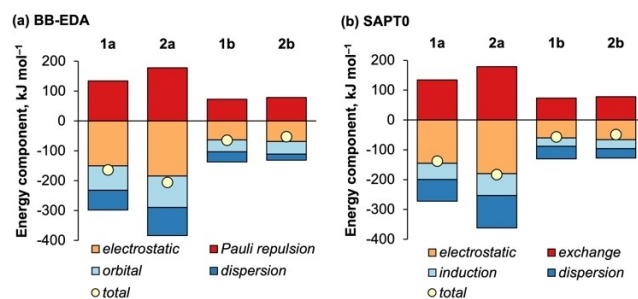 (a) BB-EDA
Energy component, kJ mol⁻¹
1a 2a 1b 2b
200
100
0
-100
-200
-300
-400
electrostatic Pauli repulsion
orbital dispersion
total
(b) SAPT0
Energy component, kJ mol⁻¹
1a 2a 1b 2b
200
100
0
-100
-200
-300
-400
electrostatic exchange
induction dispersion
total